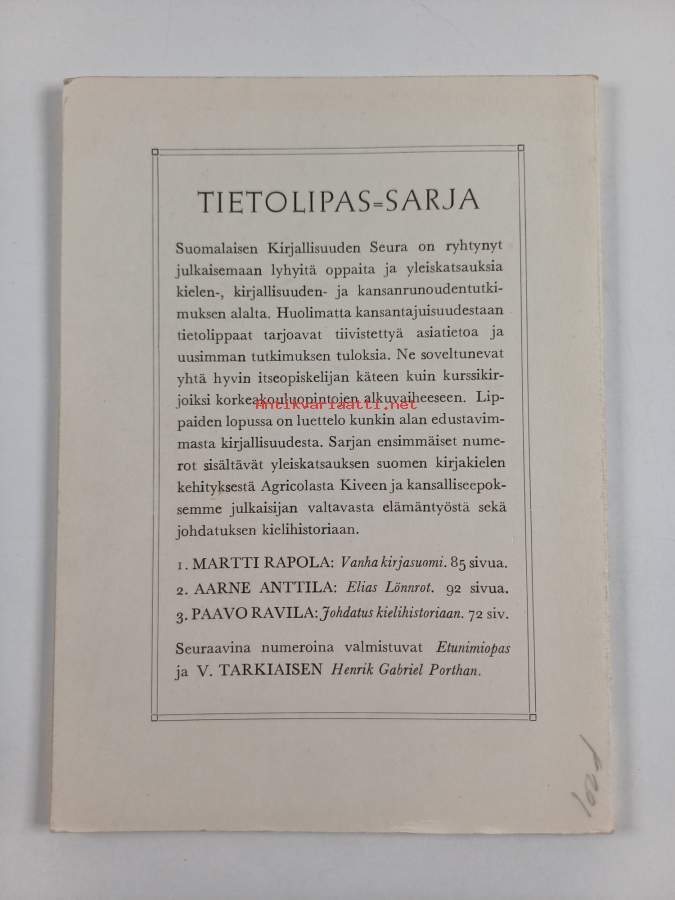 TIETOLIPAS=SARJA
Suomalaisen Kirjallisuuden Seura on ryhtynyt
julkaisemaan lyhyitä oppaita ja yleiskatsauksia
kielen-, kirjallisuuden- ja kansanrunoudentutki-
muksen alalta. Huolimatta kansantajuisuudestaan
tietolippaat tarjoavat tiivistettyä asiatietoa ja
uusimman tutkimuksen tuloksia. Ne soveltunevat
yhtä hyvin itseopiskelijan käteen kuin kurssikir-
joiksi korkeakouluopintojen alkuvaiheeseen. Lip-
Antikvariaatti.net
paiden lopussa on luettelo kunkin alan edustavim-
masta kirjallisuudesta. Sarjan ensimmäiset nume-
rot sisältävät yleiskatsauksen suomen kirjakielen
kehityksestä Agricolasta Kiveen ja kansalliseepok-
semme julkaisijan valtavasta elämäntyöstä sekä
johdatuksen kielihistoriaan.
1. MARTTI RAPOLA: Vanha kirjasuomi. 85 sivua.
2. AARNE ANTTILA: Elias Lönnrot. 92 sivua.
3. PAAVO RAVILA: Johdatus kielihistoriaan. 72 siv.
Seuraavina numeroina valmistuvat Etunimiopas
ja V. TARKIAISEN Henrik Gabriel Porthan.